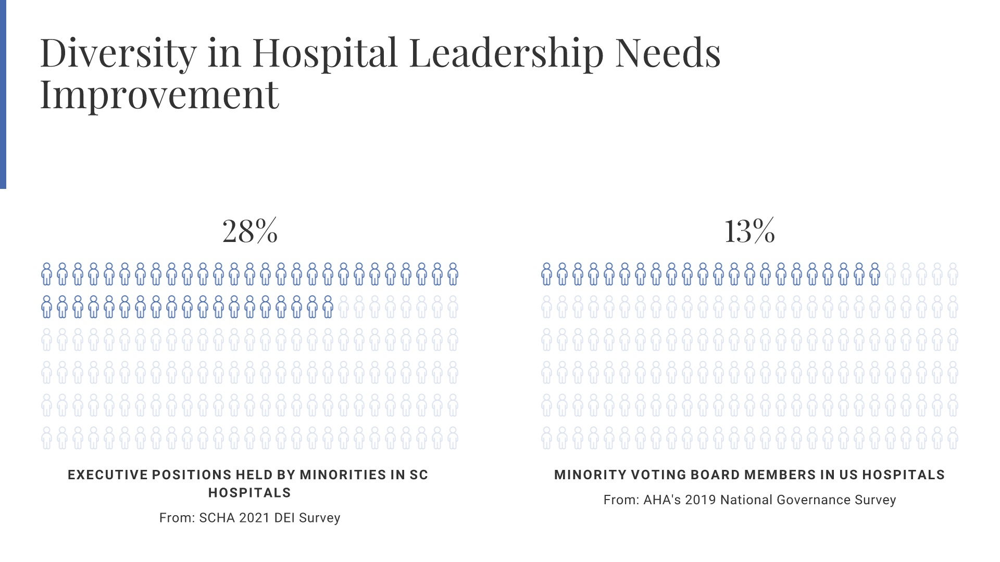 Diversity in Hospital Leadership Needs
Improvement
28%
EXECUTIVE POSITIONS HELD BY MINORITIES IN SC
HOSPITALS
From: SCHA 2021 DEI Survey
13%
MINORITY VOTING BOARD MEMBERS IN US HOSPITALS
From: AHA's 2019 National Governance Survey